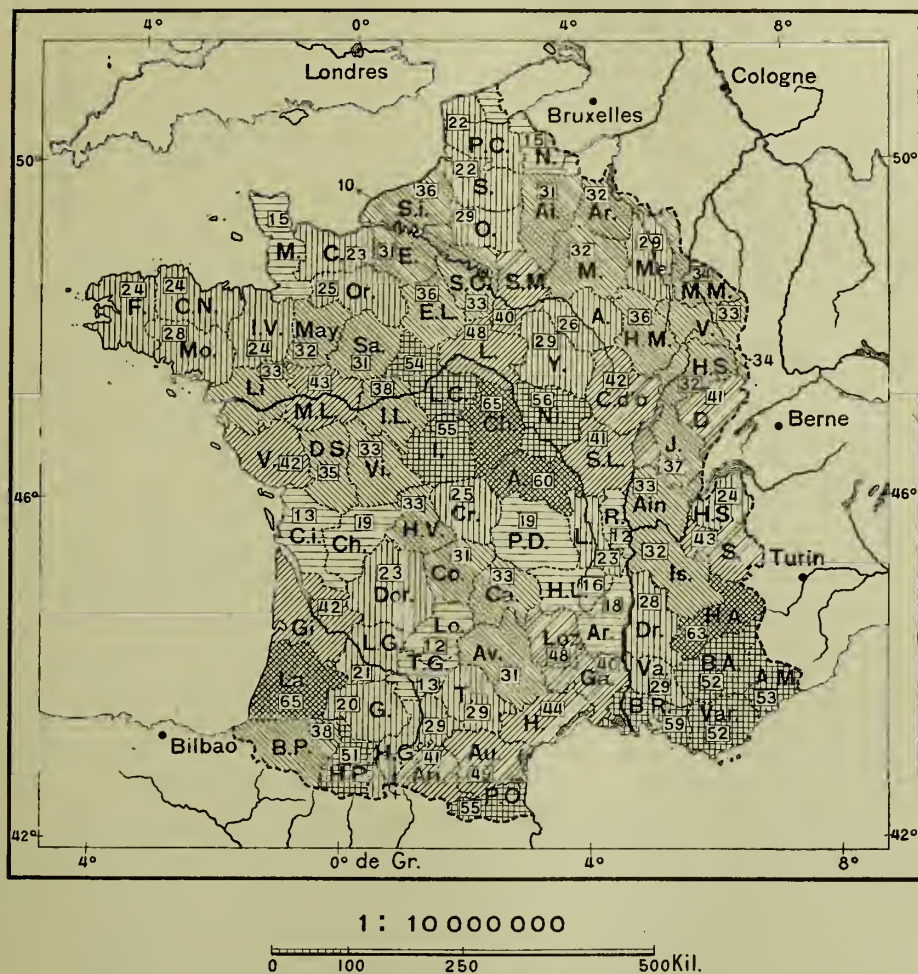 4° 0° 4° 8°
Londres
Cologne
Bruxelles
22
P.C.
15
N.
50° 50°
22
S.
10
36
S.i.
31
Ai.
32
Ar.
15
29
O.
M.
C.
23
31
E.
32
M.
29
Me.
34
M.M.
S.O.
S.M.
24
F.
24
C.N.
25
Or.
36
E.L.
33
40
A.
36
H.M.
V.
33
28
Mo.
I.V.
24
May
32
Sa.
31
48
L.
26
29
Y.
H.S.
32
34
33
L.I.
43
38
54
L.C.
65
Ch.
56
Ni.
42
C.d'o
41
D.
M.L.
I.L.
Berne
V.
42
D.S.
35
33
Vi.
55
I.
A.
60
41
S.L.
J.
37
46° 46°
13
C.i.
19
Ch.
33
H.V.
25
Cr.
19
P.D.
L.
R.
12
33
Ain
24
H.S.
43
S.
Turin
23
Dor.
31
Co.
33
Ca.
16
H.L.
23
32
Is.
42
Gi.
Lo.
12
18
Ar.
28
Dr.
H.A.
63
L.G.
21
T.G.
13
Av.
31
Loz
48
40
Ga.
Va.
29
B.A.
52
A.M.
53
La.
65
20
G.
T.
29
29
44
H.
B.R.
59
Var
52
Bilbao
38
B.P.
51
H.P.
H.G.
41
Ari.
Au.
45
55
P.O.
42° 42°
4° 0° de Gr. 4° 8°
1: 10 000 000
0 100 250 500Kil.